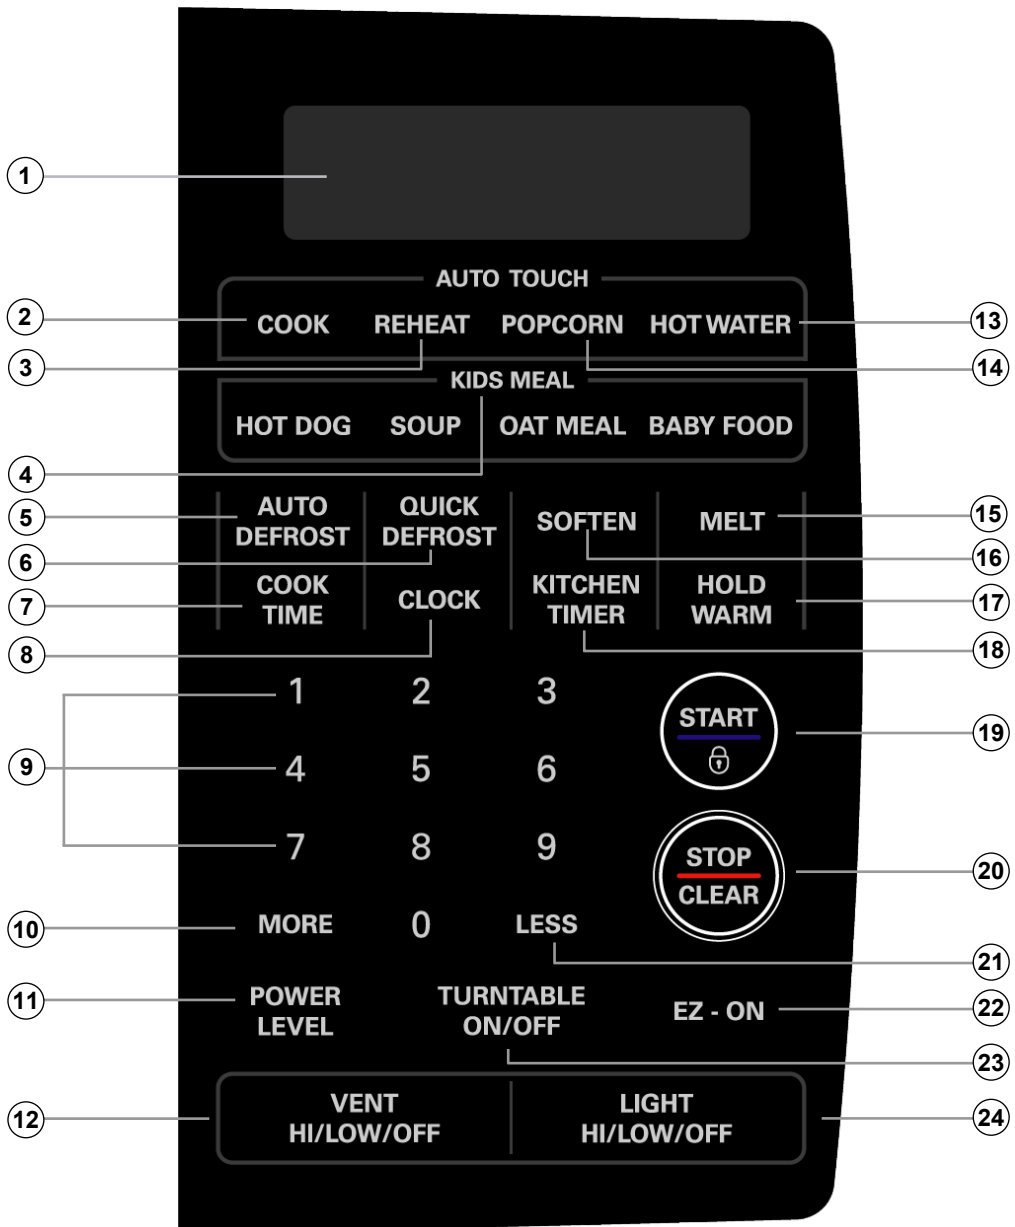 1
AUTO TOUCH
2
COOK
REHEAT
POPCORN
HOT WATER
13
3
14
KIDS MEAL
HOT DOG
SOUP
OAT MEAL
BABY FOOD
4
5
AUTO
DEFROST
QUICK
DEFROST
SOFTEN
MELT
15
6
16
7
COOK
TIME
CLOCK
KITCHEN
TIMER
HOLD
WARM
17
8
18
1
2
3
START
19
9
4
5
6
7
8
9
STOP
CLEAR
20
10
MORE
0
LESS
21
11
POWER
LEVEL
TURNTABLE
ON/OFF
EZ - ON
22
23
12
VENT
HI/LOW/OFF
LIGHT
HI/LOW/OFF
24